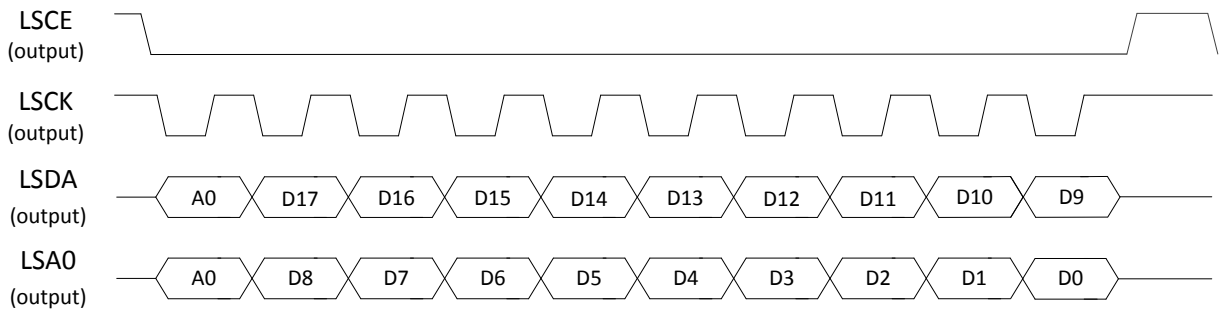 LSCE
(output)
LSCK
(output)
LSDA
(output)
A0 D17 D16 D15 D14 D13 D12 D11 D10 D9
LSA0
(output)
A0 D8 D7 D6 D5 D4 D3 D2 D1 D0